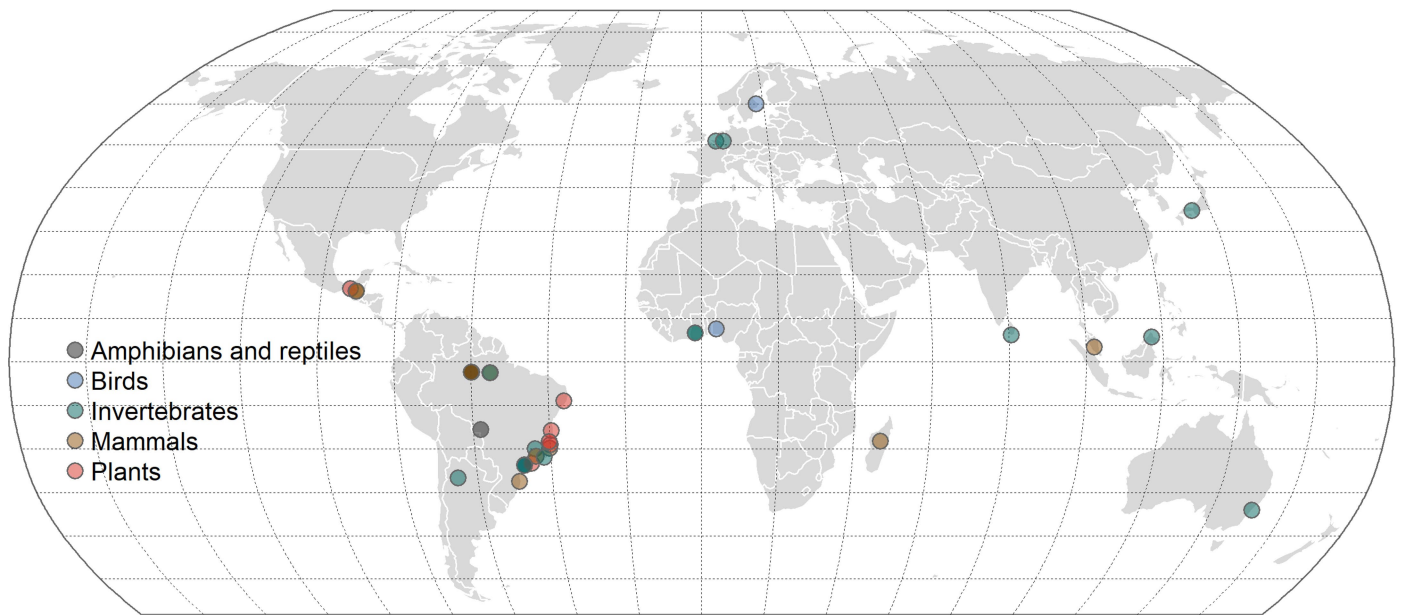 Amphibians and reptiles
Birds
Invertebrates
Mammals
Plants